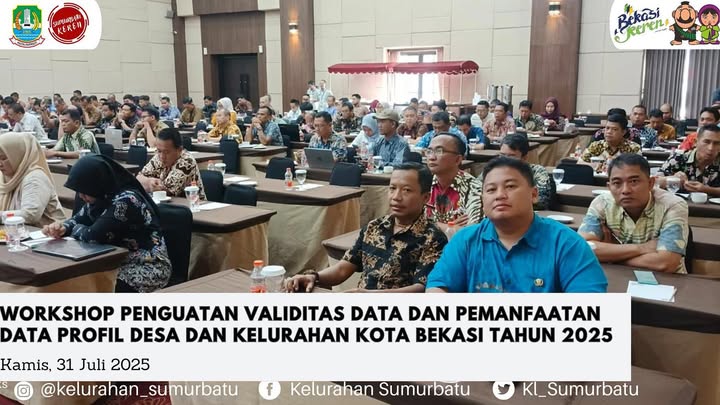 SUMURBATU
KEREN
Bekasi
Keren
WORKSHOP PENGUATAN VALIDITAS DATA DAN PEMANFAATAN
DATA PROFIL DESA DAN KELURAHAN KOTA BEKASI TAHUN 2025
Kamis, 31 Juli 2025
@kelurahan_sumurbatu
Kelurahan Sumurbatu
Kl_Sumurbatu